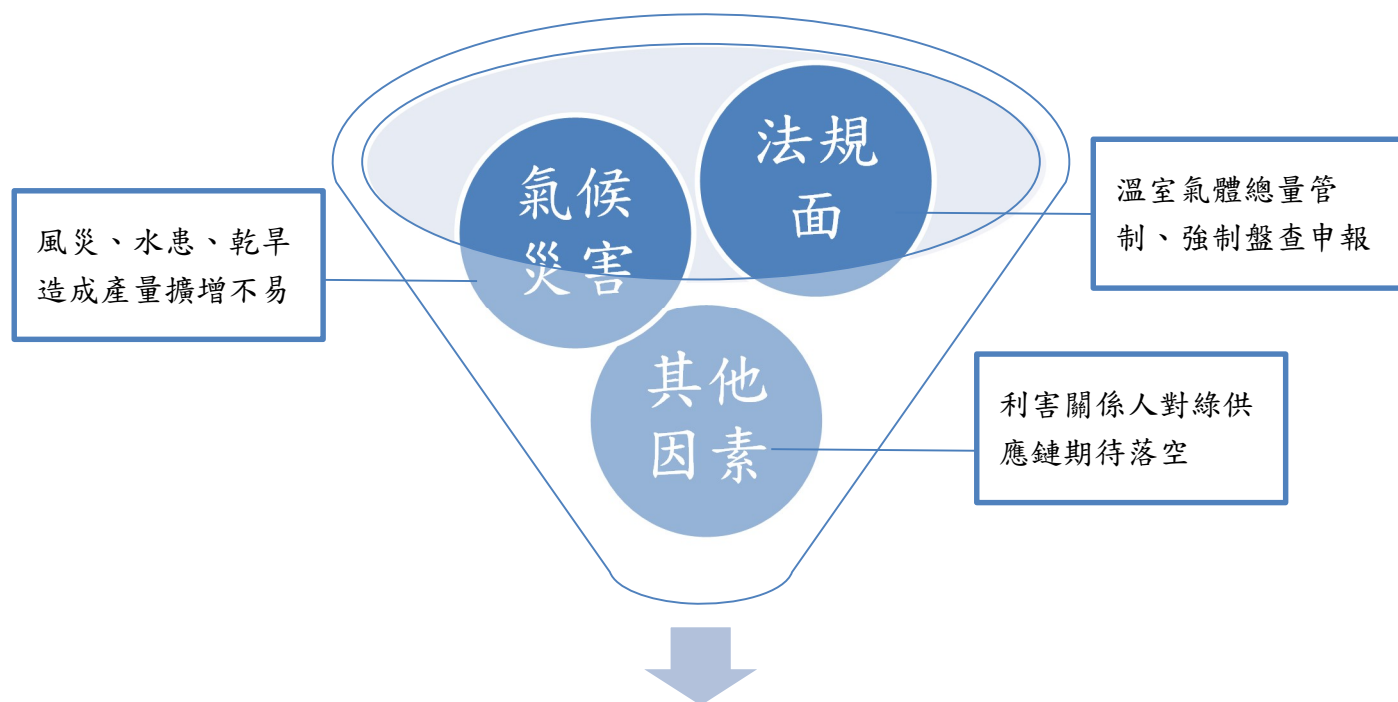 法規
面
氣候
災害
其他
因素
風災、水患、乾旱
造成產量擴增不易
溫室氣體總量管
制、強制盤查申報
利害關係人對綠供
應鏈期待落空